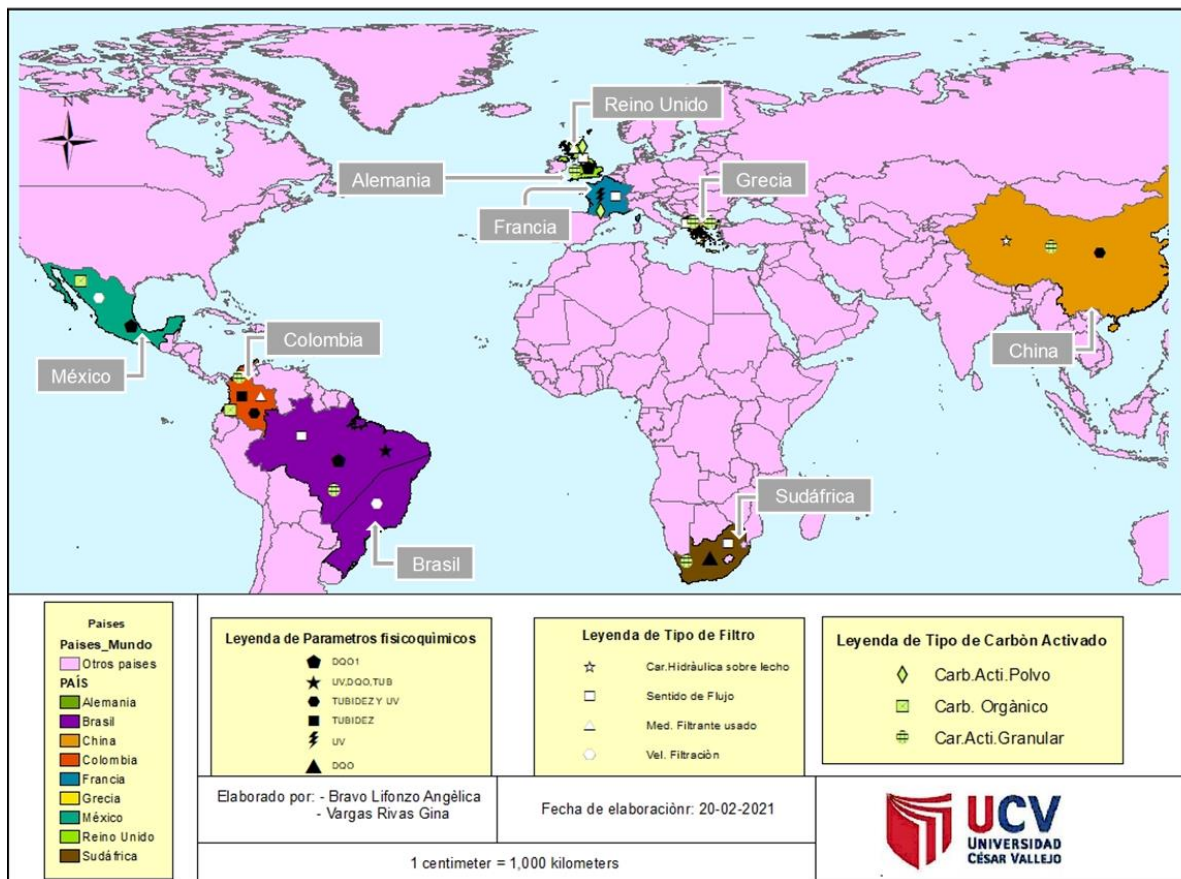 N
Reino Unido
Alemania
Grecia
Francia
México
Colombia
China
Sudáfrica
Brasil
Paises
Paises_Mundo
Otros paises
PAÍS
Alemania
Brasil
China
Colombia
Francia
Grecia
México
Reino Unido
Sudáfrica
Leyenda de Parametros fisicoquìmicos
DQO1
UV,DQO,TUB
TUBIDEZ Y UV
TUBIDEZ
UV
DQO
Leyenda de Tipo de Filtro
Car.Hidràulica sobre lecho
Sentido de Flujo
Med. Filtrante usado
Vel. Filtraciòn
Leyenda de Tipo de Carbòn Activado
Carb.Acti.Polvo
Carb. Orgànico
Car.Acti.Granular
Elaborado por: - Bravo Lifonzo Angèlica
- Vargas Rivas Gina
Fecha de elaboraciònr: 20-02-2021
1 centimeter = 1,000 kilometers
UCV
UNIVERSIDAD
CÉSAR VALLEJO